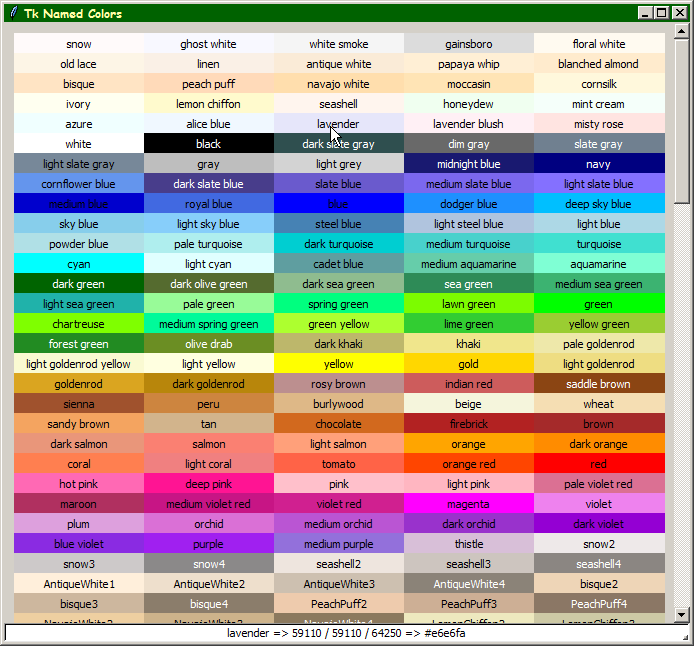 Tk Named Colors
snow ghost white white smoke gainsboro floral white
old lace linen antique white papaya whip blanched almond
bisque peach puff navajo white moccasin cornsilk
ivory lemon chiffon seashell honeydew mint cream
azure alice blue lavender lavender blush misty rose
white black dark slate gray dim gray slate gray
light slate gray gray light grey midnight blue navy
cornflower blue dark slate blue slate blue medium slate blue light slate blue
medium blue royal blue blue dodger blue deep sky blue
sky blue light sky blue steel blue light steel blue light blue
powder blue pale turquoise dark turquoise medium turquoise turquoise
cyan light cyan cadet blue medium aquamarine aquamarine
dark green dark olive green dark sea green sea green medium sea green
light sea green pale green spring green lawn green green
chartreuse medium spring green green yellow lime green yellow green
forest green olive drab dark khaki khaki pale goldenrod
light goldenrod yellow light yellow yellow gold light goldenrod
goldenrod dark goldenrod rosy brown indian red saddle brown
sienna peru burlywood beige wheat
sandy brown tan chocolate firebrick brown
dark salmon salmon light salmon orange dark orange
coral light coral tomato orange red red
hot pink deep pink pink light pink pale violet red
maroon medium violet red violet red magenta violet
plum orchid medium orchid dark orchid dark violet
blue violet purple medium purple thistle snow2
snow3 snow4 seashell2 seashell3 seashell4
AntiqueWhite1 AntiqueWhite2 AntiqueWhite3 AntiqueWhite4 bisque2
bisque3 bisque4 PeachPuff2 PeachPuff3 PeachPuff4
lavender => 59110 / 59110 / 64250 => #e6e6fa